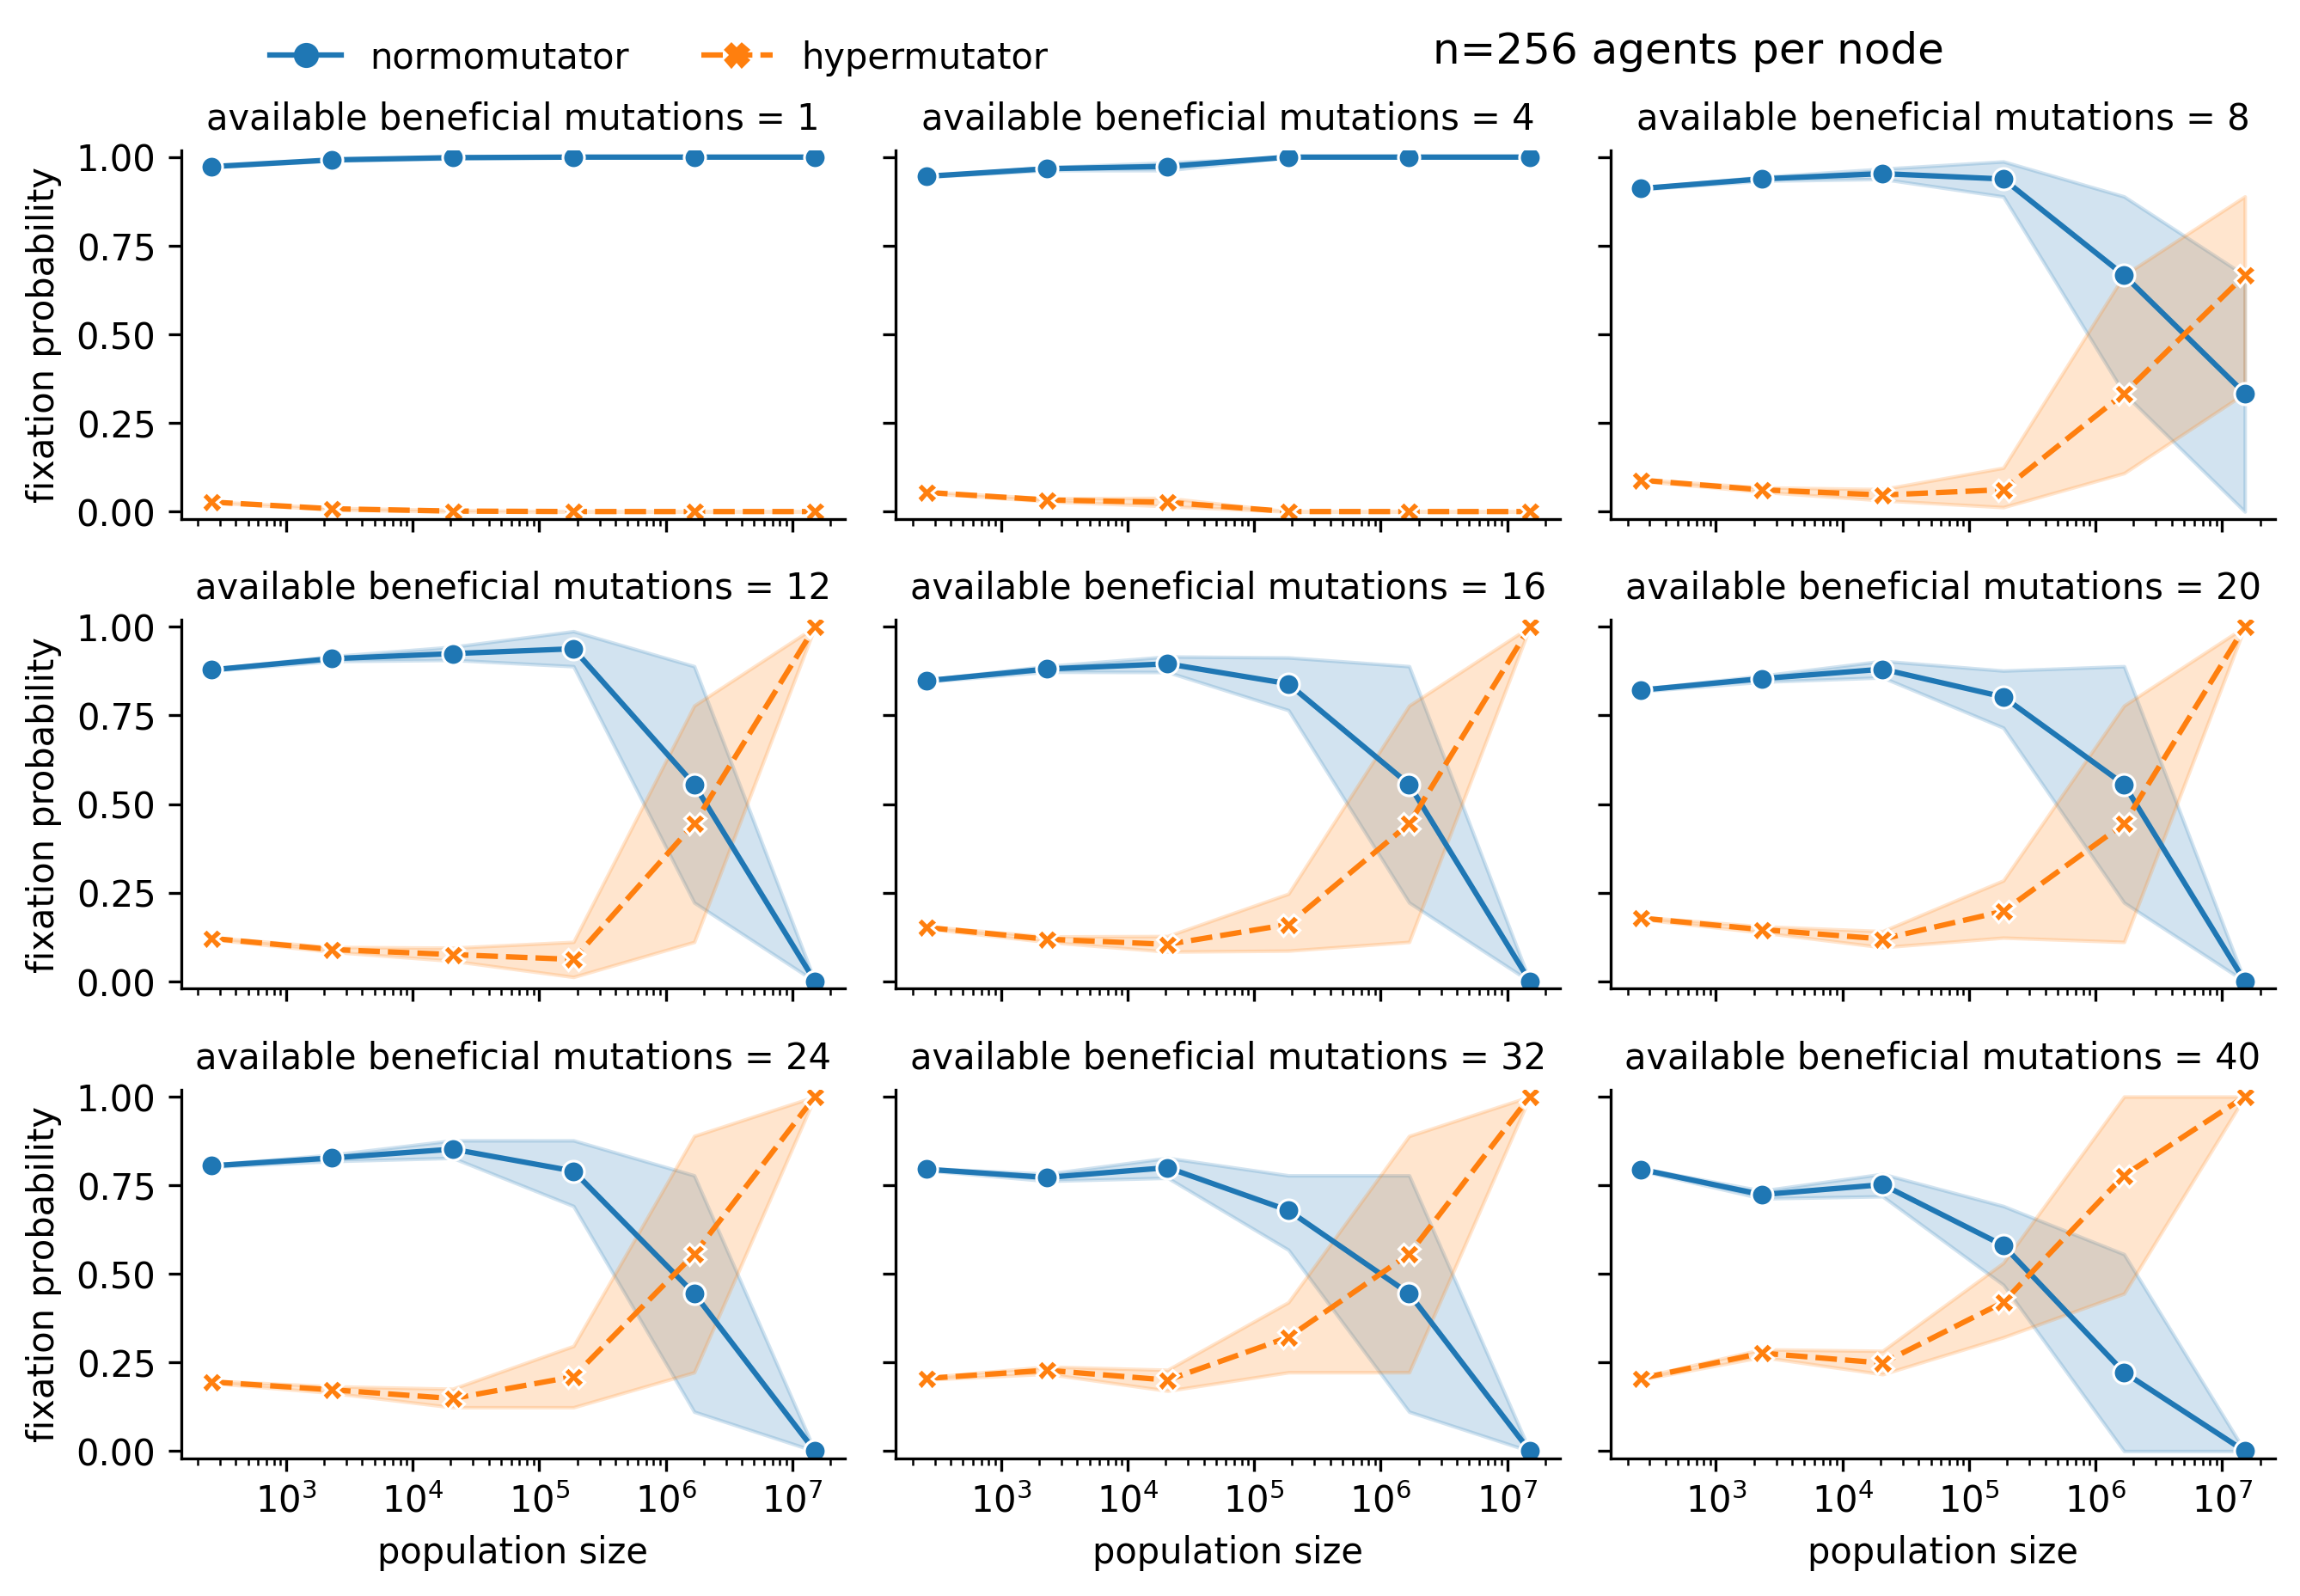 normomutator hypermutator n=256 agents per node
available beneficial mutations = 1 available beneficial mutations = 4 available beneficial mutations = 8
1.00
0.75
0.50
0.25
0.00
fixation probability
available beneficial mutations = 12 available beneficial mutations = 16 available beneficial mutations = 20
1.00
0.75
0.50
0.25
0.00
fixation probability
available beneficial mutations = 24 available beneficial mutations = 32 available beneficial mutations = 40
1.00
0.75
0.50
0.25
0.00
fixation probability
10³ 10⁴ 10⁵ 10⁶ 10⁷ 10³ 10⁴ 10⁵ 10⁶ 10⁷ 10³ 10⁴ 10⁵ 10⁶ 10⁷
population size population size population size